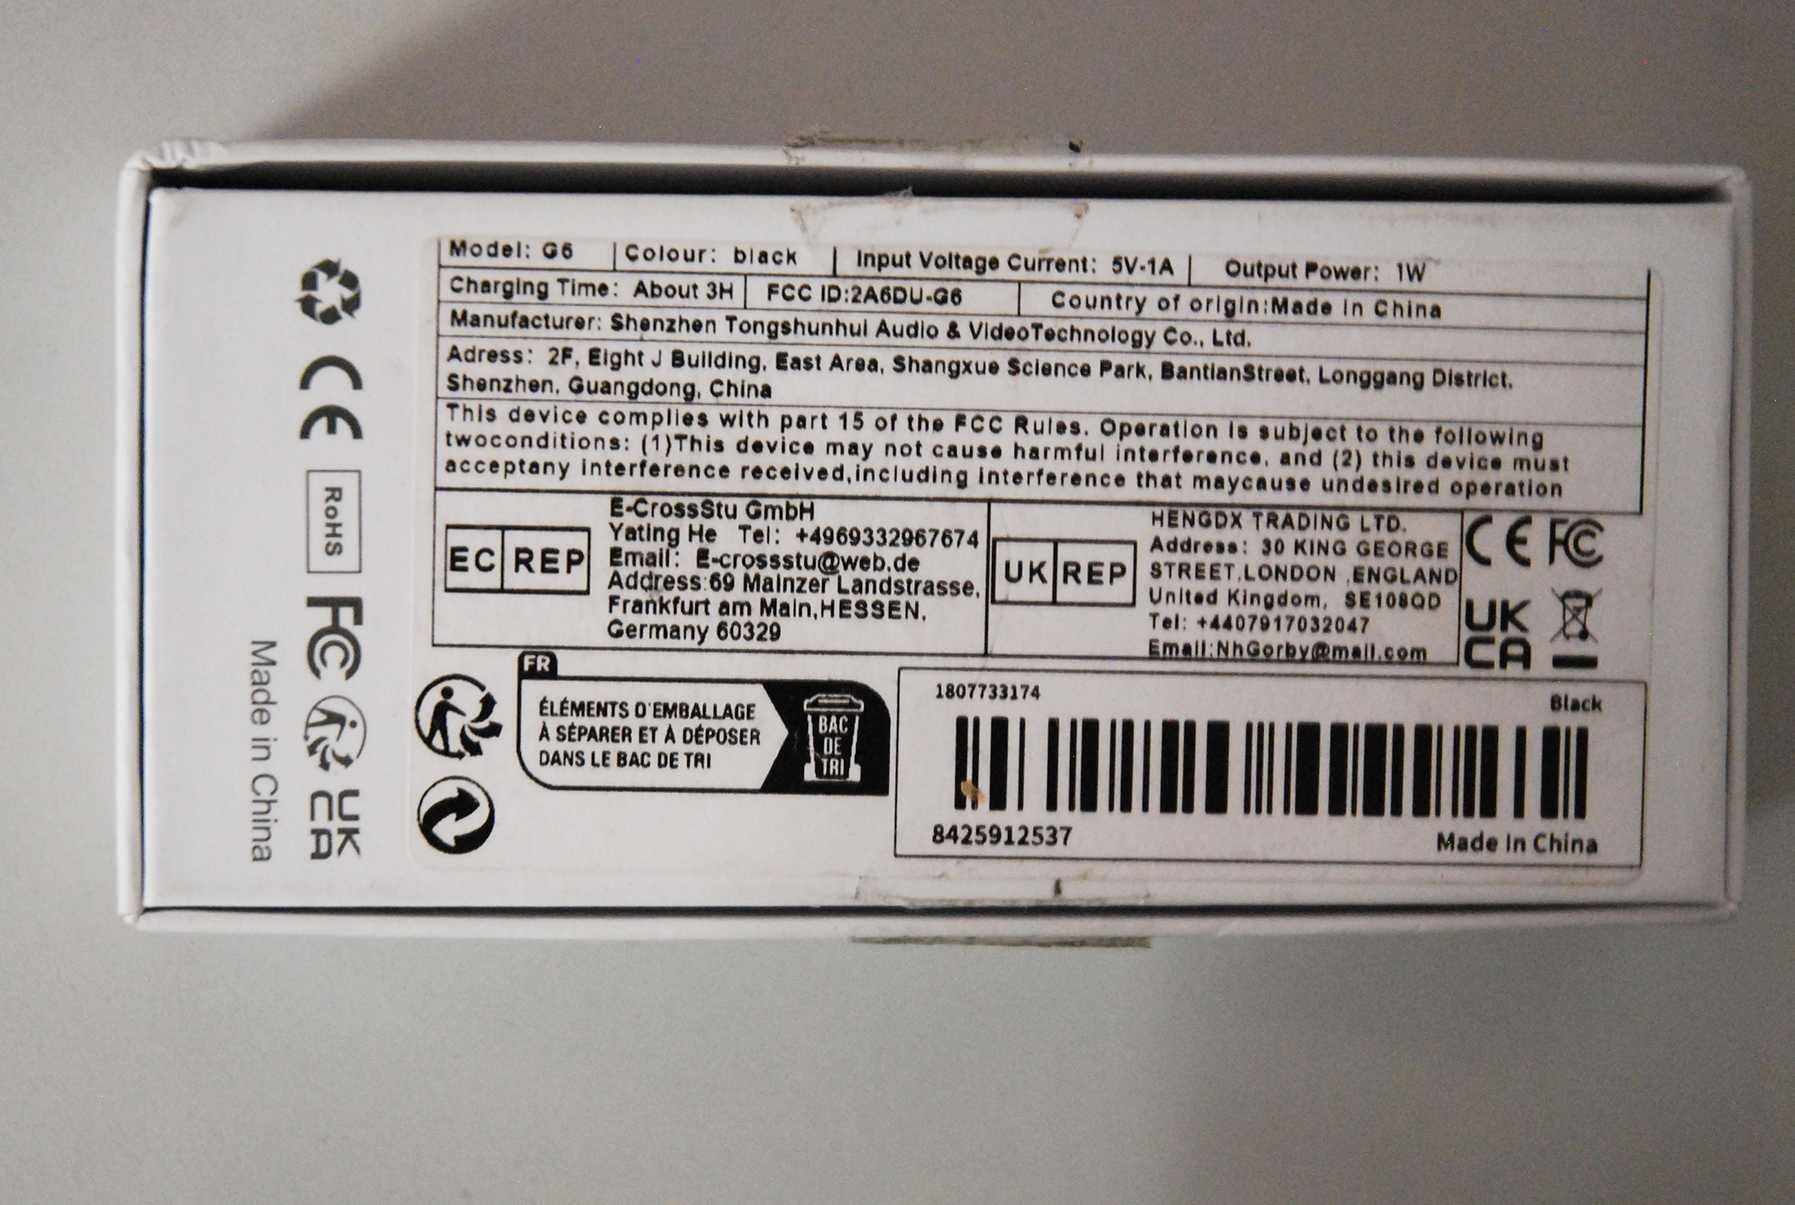 Model: G6 Colour: black Input Voltage Current: 5V-1A Output Power: 1W
Charging Time: About 3H FCC ID:2A6DU-G6 Country of origin:Made in China
Manufacturer: Shenzhen Tongshunhui Audio & VideoTechnology Co., Ltd.
Adress: 2F, Eight J Building, East Area, Shangxue Science Park, BantianStreet, Longgang District,
Shenzhen, Guangdong, China
This device complies with part 15 of the FCC Rules. Operation is subject to the following
twoconditions: (1)This device may not cause harmful interference, and (2) this device must
acceptany interference received,including interference that maycause undesired operation
EC REP
E-CrossStu GmbH
Yating He Tel: +4969332967674
Email: E-crossstu@web.de
Address:69 Mainzer Landstrasse,
Frankfurt am Main,HESSEN,
Germany 60329
UK REP
HENGDX TRADING LTD.
Address: 30 KING GEORGE
STREET,LONDON ,ENGLAND
United Kingdom, SE108QD
Tel: +4407917032047
Email:NhGorby@mail.com
CE FC
UK
CA
FR
ÉLÉMENTS D'EMBALLAGE
À SÉPARER ET À DÉPOSER
DANS LE BAC DE TRI
BAC
DE
TRI
1807733174 Black
8425912537 Made In China
CE
RoHS
FC
UK
CA
Made in China